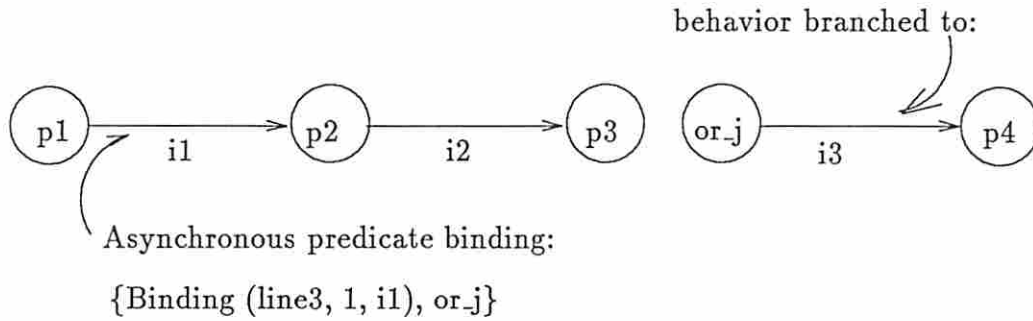 behavior branched to:
p1
p2
p3
or_j
p4
i1
i2
i3
Asynchronous predicate binding:
{Binding (line3, 1, i1), or_j}